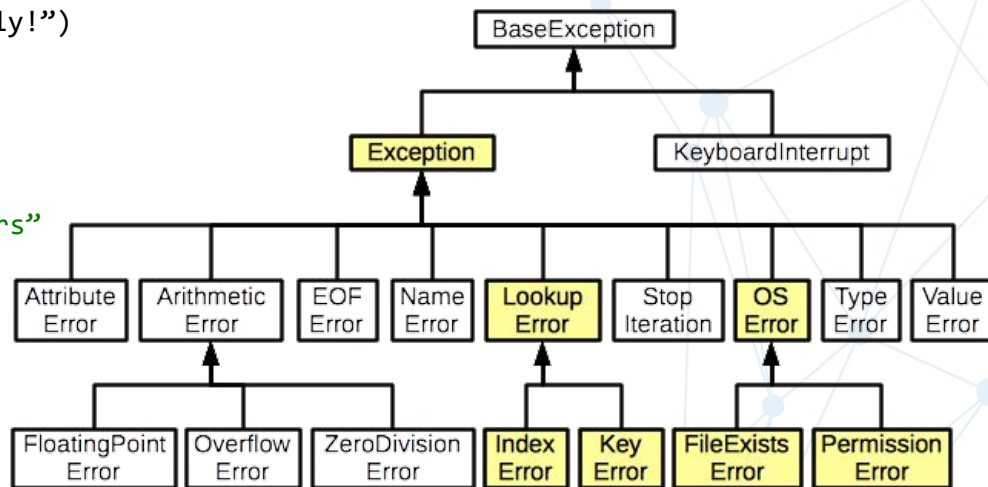 ly!”)
BaseException
Exception
KeyboardInterrupt
rs”
Attribute
Error
Arithmetic
Error
EOF
Error
Name
Error
Lookup
Error
Stop
Iteration
OS
Error
Type
Error
Value
Error
FloatingPoint
Error
Overflow
Error
ZeroDivision
Error
Index
Error
Key
Error
FileExists
Error
Permission
Error